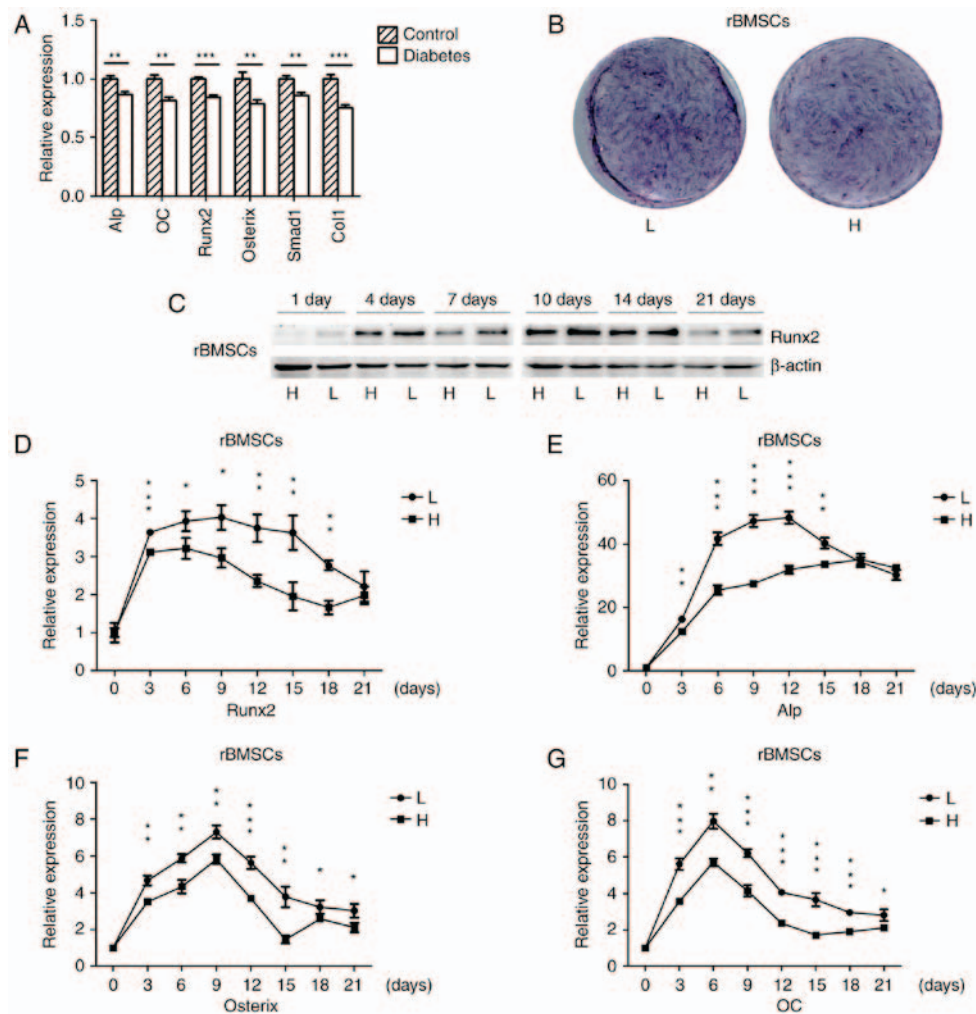 A
Relative expression
1.5
1.0
0.5
0.0
** ** *** ** ** ***
Control
Diabetes
Alp OC Runx2 Osterix Smad1 Col1
B
rBMSCs
L H
C
1 day 4 days 7 days 10 days 14 days 21 days
rBMSCs
Runx2
β-actin
H L H L H L H L H L H L
D
rBMSCs
Relative expression
5
4
3
2
1
0
*** * * ** ** **
L
H
0 3 6 9 12 15 18 21 (days)
Runx2
E
rBMSCs
Relative expression
60
40
20
0
** *** *** *** **
L
H
0 3 6 9 12 15 18 21 (days)
Alp
F
rBMSCs
Relative expression
10
8
6
4
2
0
** ** ** *** ** * *
L
H
0 3 6 9 12 15 18 21 (days)
Osterix
G
rBMSCs
Relative expression
10
8
6
4
2
0
*** ** *** *** *** *** *
L
H
0 3 6 9 12 15 18 21 (days)
OC